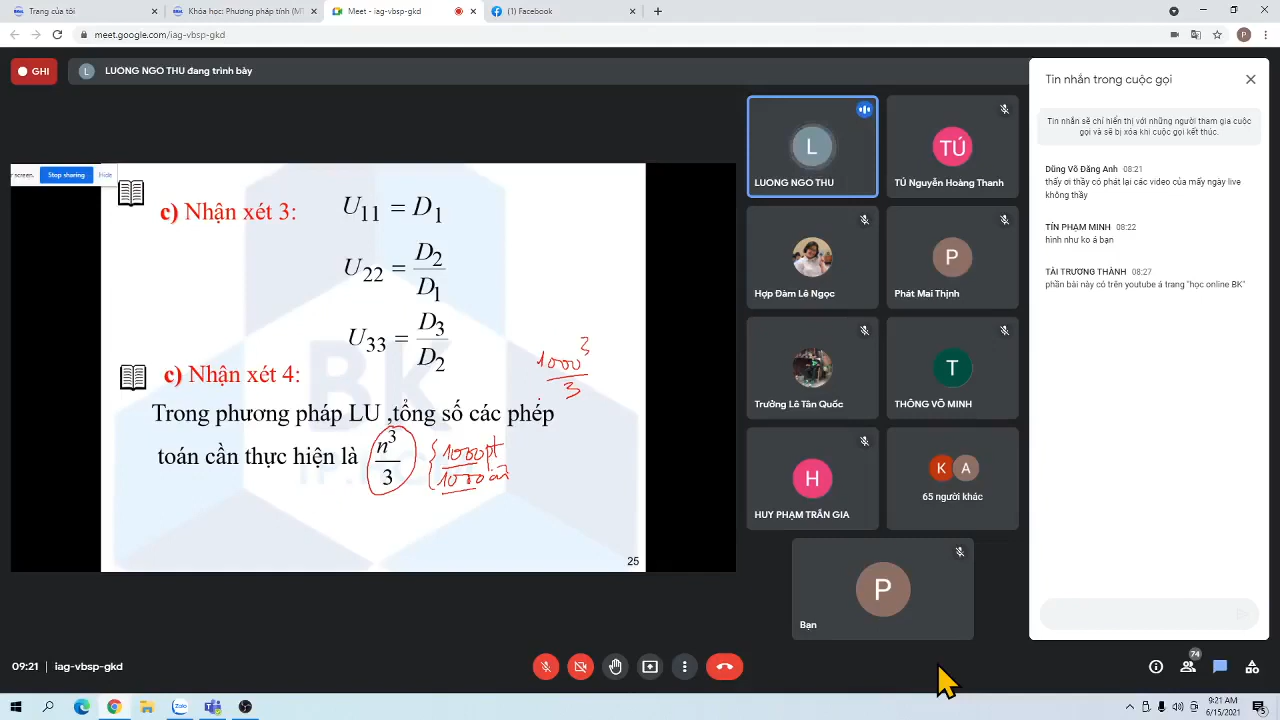 Trang của tôi
Khóa học: Phương pháp tính (MT
Meet - iag-vbsp-gkd
(1) Facebook
meet.google.com/iag-vbsp-gkd
P
GHI
L
LUONG NGO THU đang trình bày
Tin nhắn trong cuộc gọi
Tin nhắn sẽ chỉ hiển thị với những người tham gia cuộc
gọi và sẽ bị xóa khi cuộc gọi kết thúc.
Dũng Võ Đăng Anh 08:21
thầy ơi thầy có phát lại các video của mấy ngày live
không thầy
TÍN PHẠM MINH 08:22
hình như ko á bạn
TÀI TRƯƠNG THÀNH 08:27
phần bài này có trên youtube á trang "học online BK"
r screen.
Stop sharing
Hide
c) Nhận xét 3:
U11 = D1
U22 = D2/D1
U33 = D3/D2
c) Nhận xét 4:
1000^3/3
Trong phương pháp LU ,tổng số các phép
toán cần thực hiện là n^3/3
1000pt
1000 ẩn
BK
25
L
LUONG NGO THU
TÚ
TÚ Nguyễn Hoàng Thanh
Hợp Đàm Lê Ngọc
P
Phát Mai Thịnh
Trường Lê Tân Quốc
T
THÔNG VÕ MINH
H
HUY PHẠM TRẦN GIA
K A
65 người khác
P
Bạn
09:21 | iag-vbsp-gkd
74
9:21 AM
6/15/2021